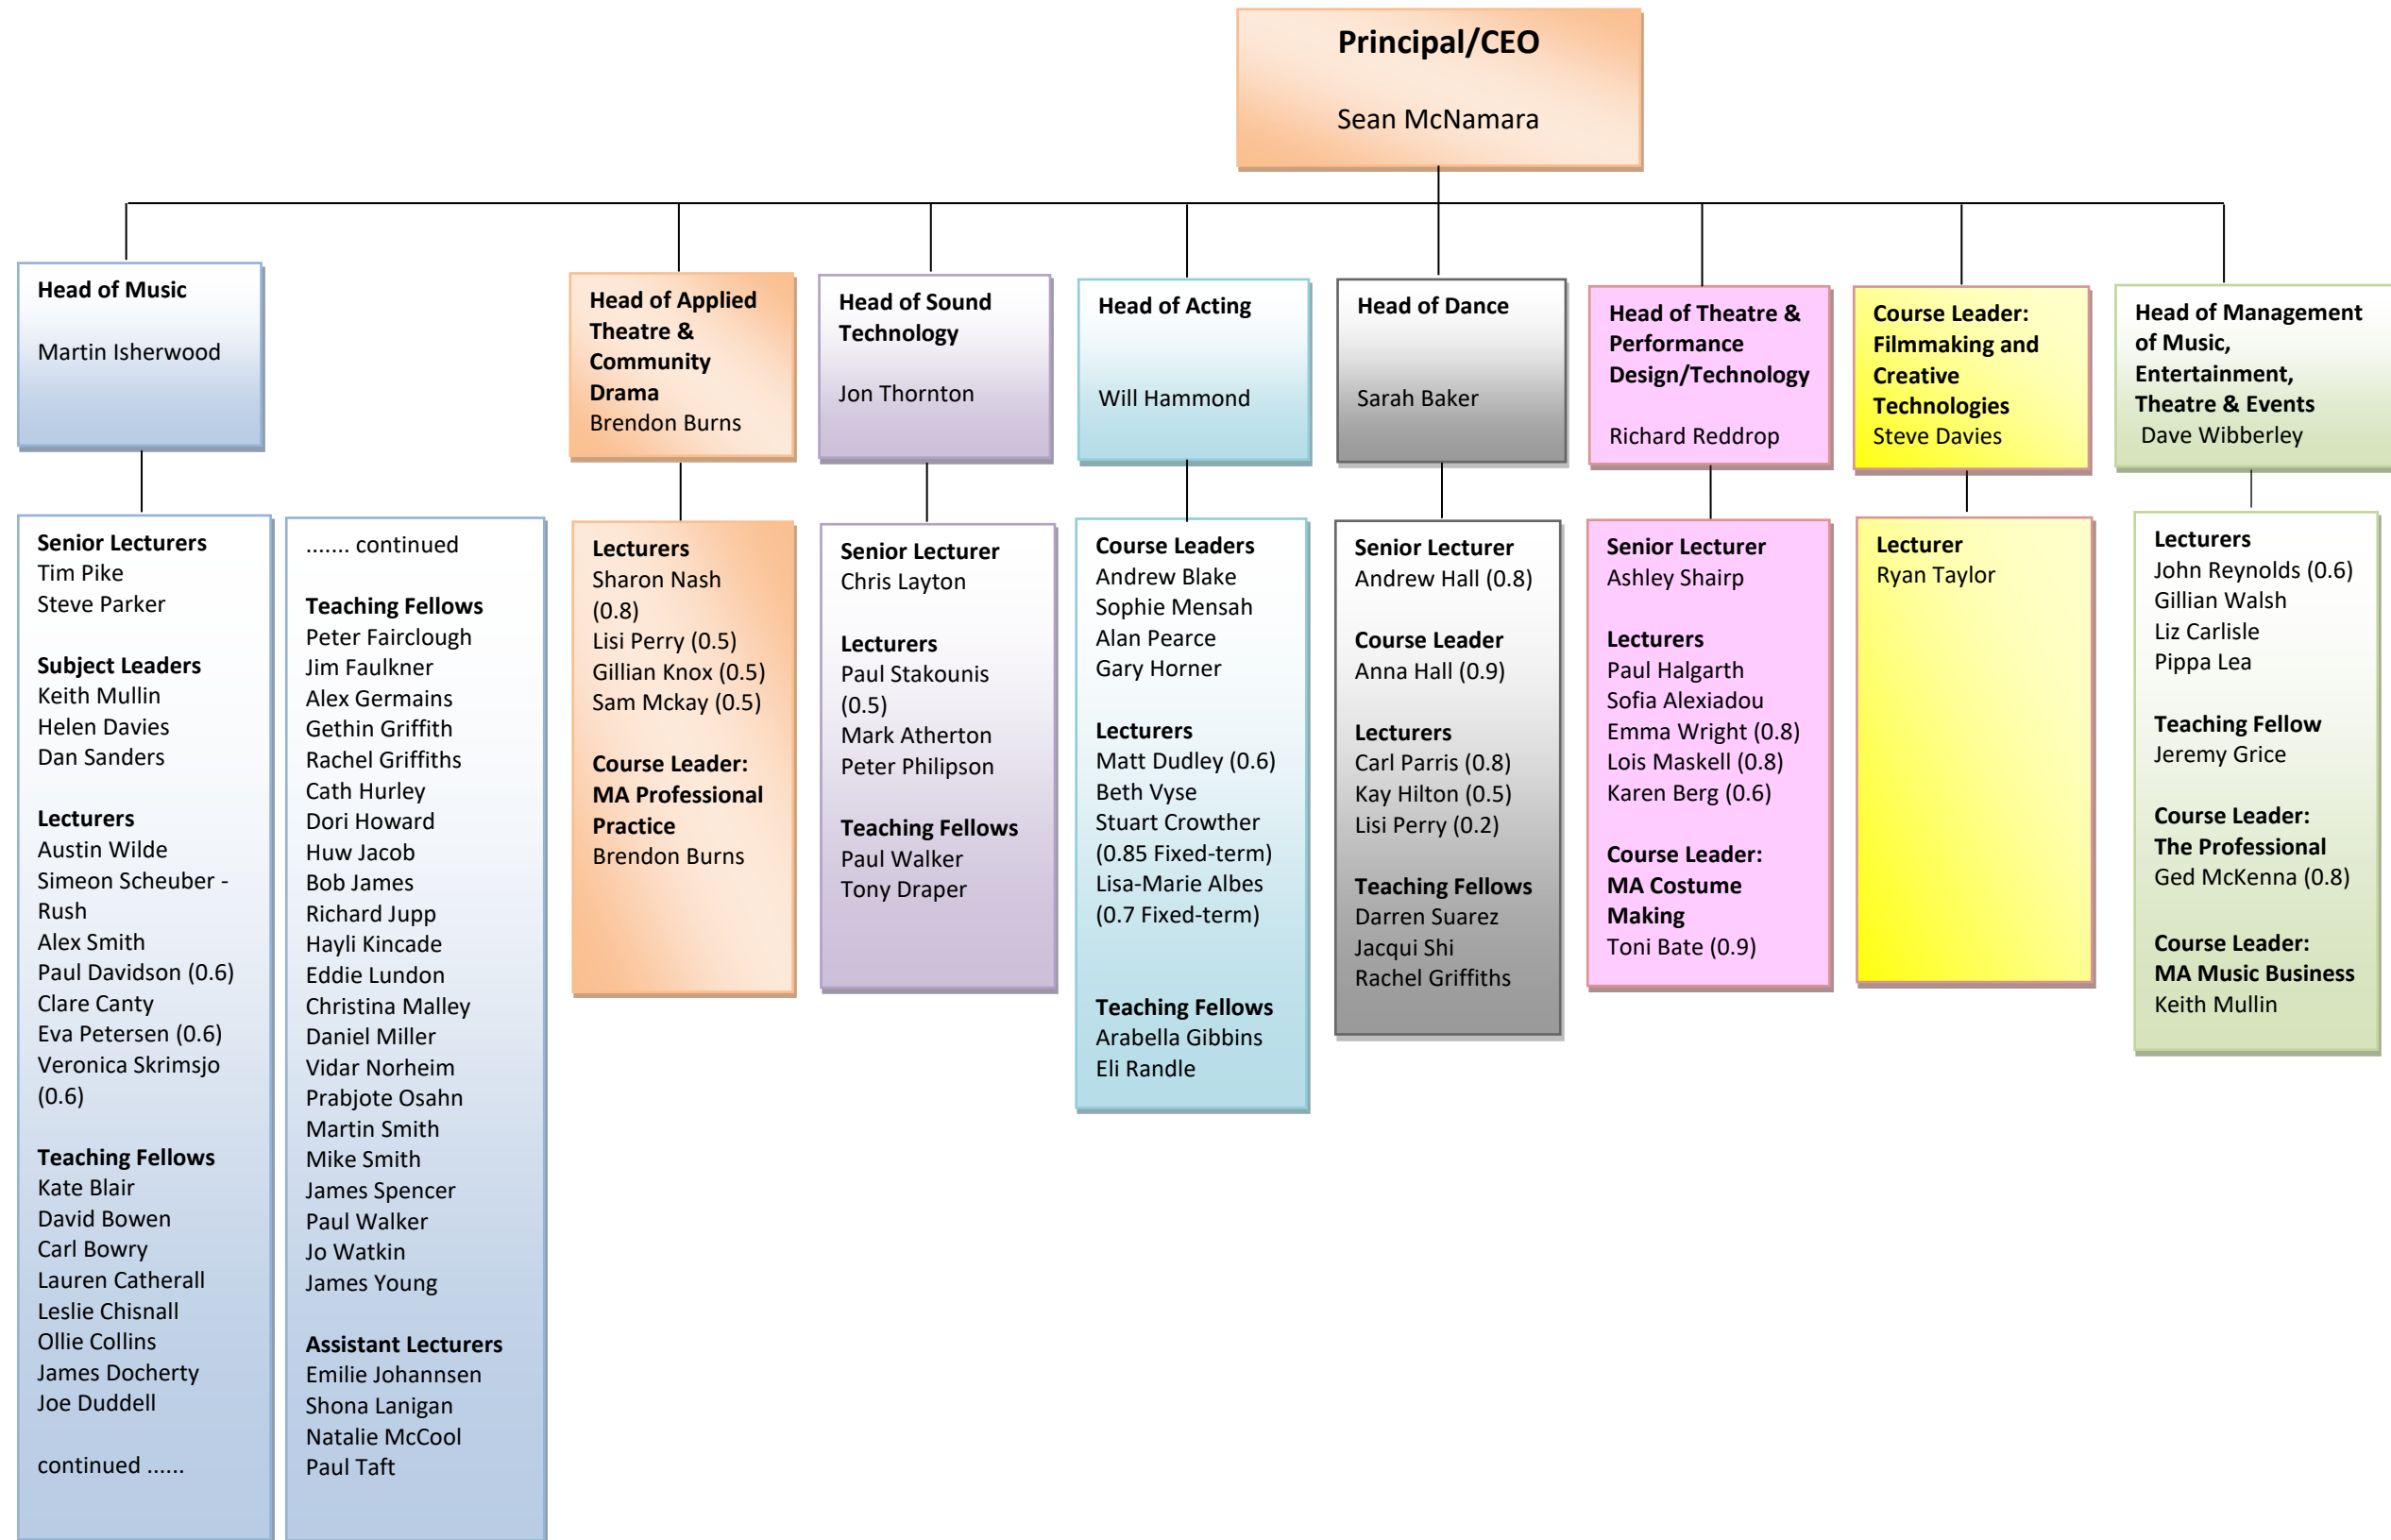 Principal/CEO
Sean McNamara
Head of Music
Martin Isherwood
Head of Applied
Theatre &
Community
Drama
Brendon Burns
Head of Sound
Technology
Jon Thornton
Head of Acting
Will Hammond
Head of Dance
Sarah Baker
Head of Theatre &
Performance
Design/Technology
Richard Reddrop
Course Leader:
Filmmaking and
Creative
Technologies
Steve Davies
Head of Management
of Music,
Entertainment,
Theatre & Events
Dave Wibberley
Senior Lecturers
Tim Pike
Steve Parker
Subject Leaders
Keith Mullin
Helen Davies
Dan Sanders
Lecturers
Austin Wilde
Simeon Scheuber -
Rush
Alex Smith
Paul Davidson (0.6)
Clare Canty
Eva Petersen (0.6)
Veronica Skrimsjo
(0.6)
Teaching Fellows
Kate Blair
David Bowen
Carl Bowry
Lauren Catherall
Leslie Chisnall
Ollie Collins
James Docherty
Joe Duddell
continued ......
....... continued
Teaching Fellows
Peter Fairclough
Jim Faulkner
Alex Germains
Gethin Griffith
Rachel Griffiths
Cath Hurley
Dori Howard
Huw Jacob
Bob James
Richard Jupp
Hayli Kincade
Eddie Lundon
Christina Malley
Daniel Miller
Vidar Norheim
Prabjote Osahn
Martin Smith
Mike Smith
James Spencer
Paul Walker
Jo Watkin
James Young
Assistant Lecturers
Emilie Johannsen
Shona Lanigan
Natalie McCool
Paul Taft
Lecturers
Sharon Nash
(0.8)
Lisi Perry (0.5)
Gillian Knox (0.5)
Sam Mckay (0.5)
Course Leader:
MA Professional
Practice
Brendon Burns
Senior Lecturer
Chris Layton
Lecturers
Paul Stakounis
(0.5)
Mark Atherton
Peter Philipson
Teaching Fellows
Paul Walker
Tony Draper
Course Leaders
Andrew Blake
Sophie Mensah
Alan Pearce
Gary Horner
Lecturers
Matt Dudley (0.6)
Beth Vyse
Stuart Crowther
(0.85 Fixed-term)
Lisa-Marie Albes
(0.7 Fixed-term)
Teaching Fellows
Arabella Gibbins
Eli Randle
Senior Lecturer
Andrew Hall (0.8)
Course Leader
Anna Hall (0.9)
Lecturers
Carl Parris (0.8)
Kay Hilton (0.5)
Lisi Perry (0.2)
Teaching Fellows
Darren Suarez
Jacqui Shi
Rachel Griffiths
Senior Lecturer
Ashley Shairp
Lecturers
Paul Halgarth
Sofia Alexiadou
Emma Wright (0.8)
Lois Maskell (0.8)
Karen Berg (0.6)
Course Leader:
MA Costume
Making
Toni Bate (0.9)
Lecturer
Ryan Taylor
Lecturers
John Reynolds (0.6)
Gillian Walsh
Liz Carlisle
Pippa Lea
Teaching Fellow
Jeremy Grice
Course Leader:
The Professional
Ged McKenna (0.8)
Course Leader:
MA Music Business
Keith Mullin